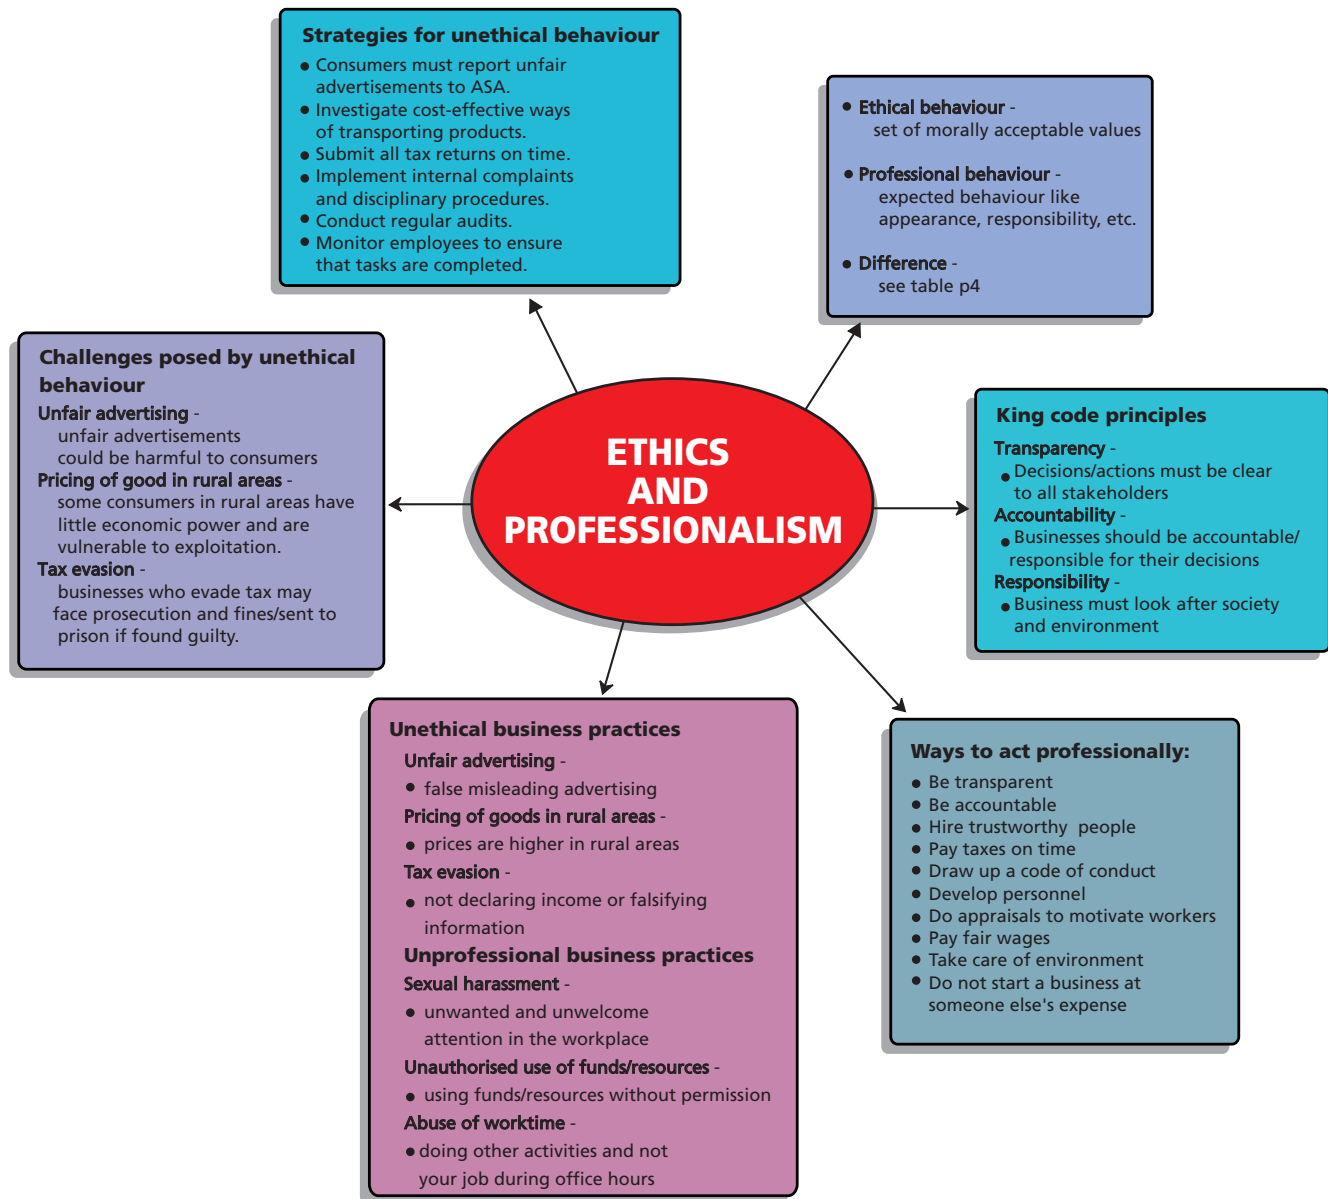 Strategies for unethical behaviour
● Consumers must report unfair
advertisements to ASA.
● Investigate cost-effective ways
of transporting products.
● Submit all tax returns on time.
● Implement internal complaints
and disciplinary procedures.
● Conduct regular audits.
● Monitor employees to ensure
that tasks are completed.
● Ethical behaviour -
set of morally acceptable values
● Professional behaviour -
expected behaviour like
appearance, responsibility, etc.
● Difference -
see table p4
Challenges posed by unethical
behaviour
Unfair advertising -
unfair advertisements
could be harmful to consumers
Pricing of good in rural areas -
some consumers in rural areas have
little economic power and are
vulnerable to exploitation.
Tax evasion -
businesses who evade tax may
face prosecution and fines/sent to
prison if found guilty.
ETHICS
AND
PROFESSIONALISM
King code principles
Transparency -
● Decisions/actions must be clear
to all stakeholders
Accountability -
● Businesses should be accountable/
responsible for their decisions
Responsibility -
● Business must look after society
and environment
Unethical business practices
Unfair advertising -
● false misleading advertising
Pricing of goods in rural areas -
● prices are higher in rural areas
Tax evasion -
● not declaring income or falsifying
information
Unprofessional business practices
Sexual harassment -
● unwanted and unwelcome
attention in the workplace
Unauthorised use of funds/resources -
● using funds/resources without permission
Abuse of worktime -
● doing other activities and not
your job during office hours
Ways to act professionally:
● Be transparent
● Be accountable
● Hire trustworthy people
● Pay taxes on time
● Draw up a code of conduct
● Develop personnel
● Do appraisals to motivate workers
● Pay fair wages
● Take care of environment
● Do not start a business at
someone else's expense